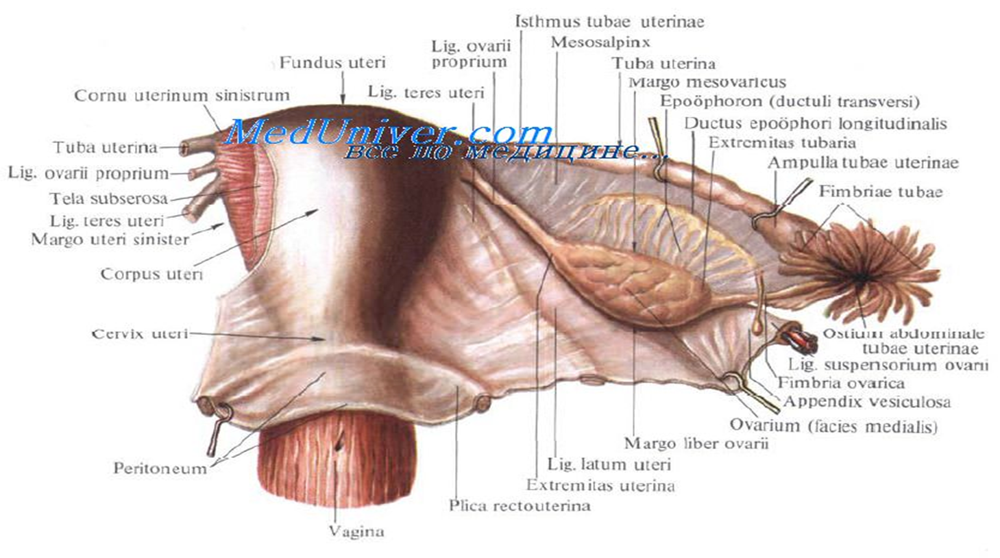 Isthmus tubae uterinae
Mesosalpinx
Lig. ovarii
proprium
Fundus uteri
Tuba uterina
Margo mesovaricus
Lig. teres uteri
Cornu uterinum sinistrum
Epoöphoron (ductuli transversi)
Ductus epoöphori longitudinalis
MedUniver.com
все по медицине...
Extremitas tubaria
Tuba uterina
Ampulla tubae uterinae
Lig. ovarii proprium
Fimbriae tubae
Tela subserosa
Lig. teres uteri
Margo uteri sinister
Corpus uteri
Cervix uteri
Ostium abdominale
tubae uterinae
Lig. suspensorium ovarii
Fimbria ovarica
Appendix vesiculosa
Ovarium (facies medialis)
Margo liber ovarii
Lig. latum uteri
Peritoneum
Extremitas uterina
Plica rectouterina
Vagina